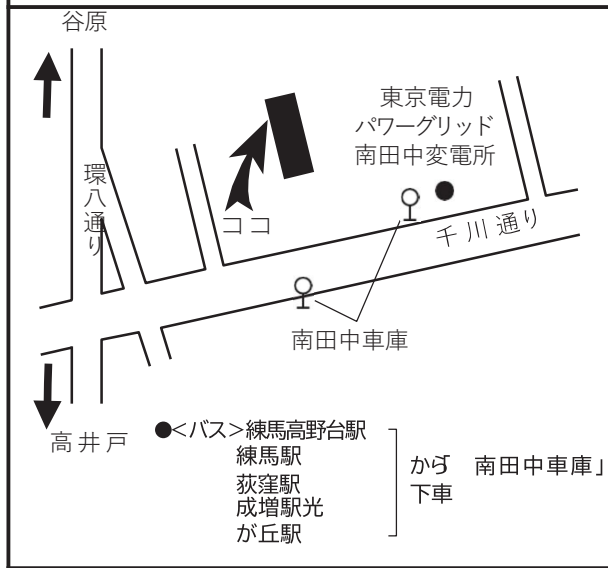 谷原
環八通り
ココ
東京電力
パワーグリッド
南田中変電所
千川通り
南田中車庫
高井戸
●<バス>練馬高野台駅
練馬駅
荻窪駅
成増駅光
が丘駅
から「南田中車庫」
下車